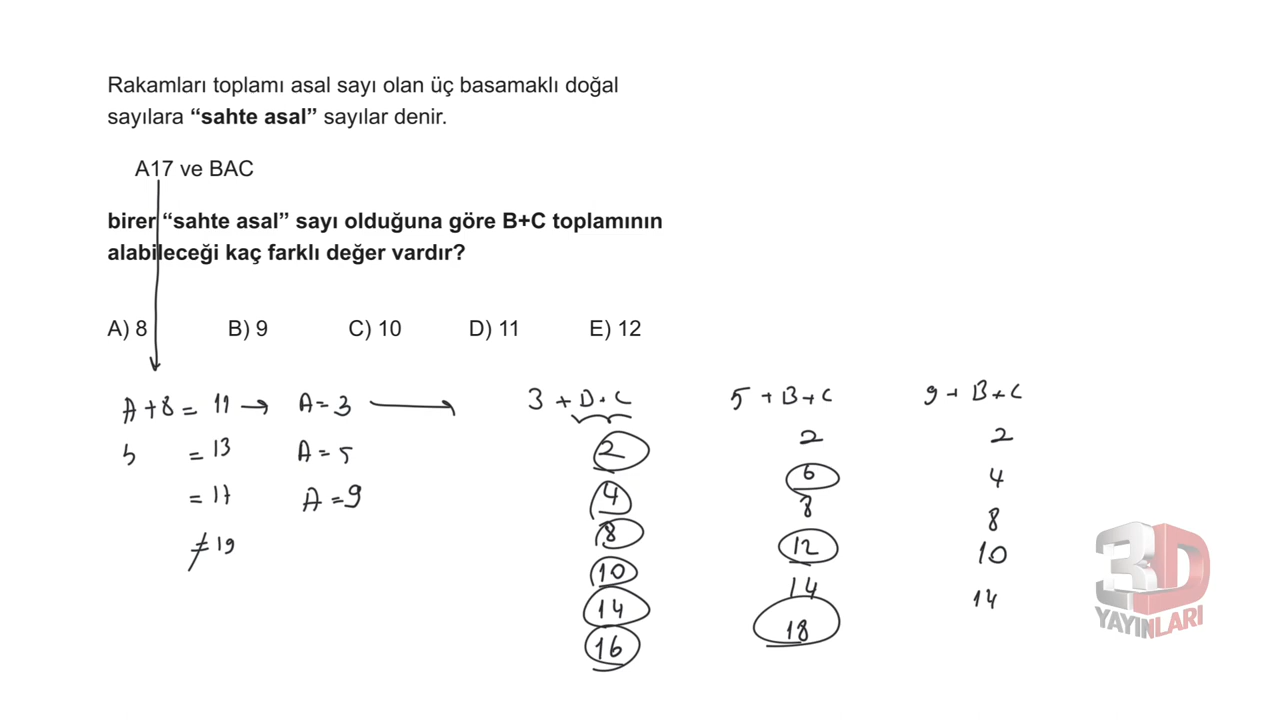 Rakamları toplamı asal sayı olan üç basamaklı doğal
sayılara “sahte asal” sayılar denir.
A17 ve BAC
birer “sahte asal” sayı olduğuna göre B+C toplamının
alabileceği kaç farklı değer vardır?
A) 8 B) 9 C) 10 D) 11 E) 12
A+8 = 11 → A=3 → 3 + B+C 5 + B+C 9 + B+C
= 13 A = 5 2 2 2
= 17 A = 9 4 6 4
≠ 19 8 8 8
10 12 10
14 14 14
16 18
3D
YAYINLARI